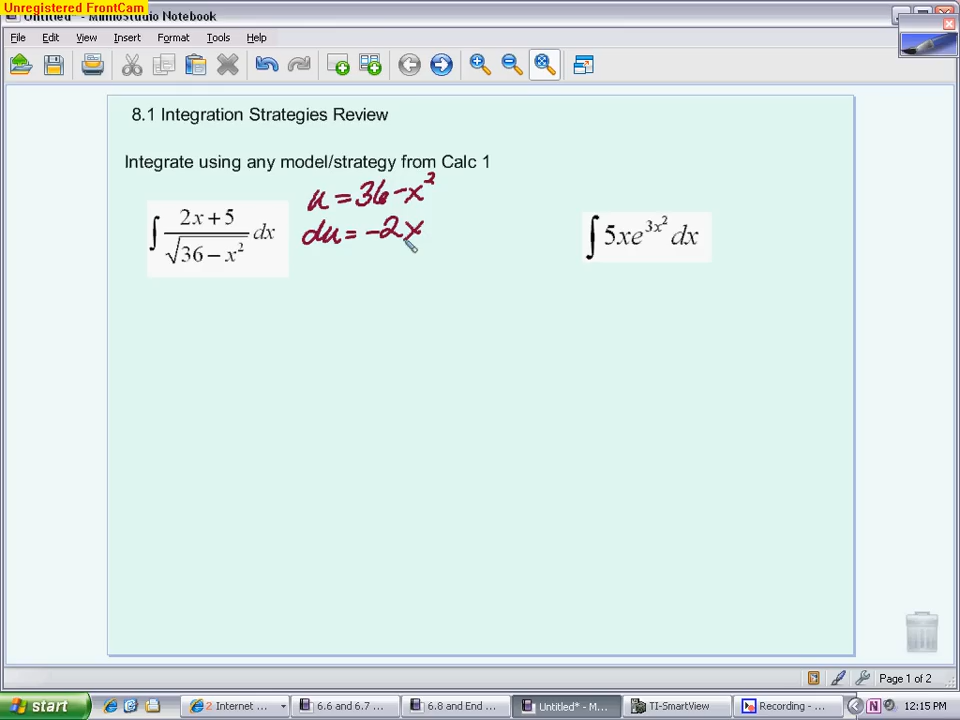 Unregistered FrontCam
Untitled* - MimioStudio Notebook
File Edit View Insert Format Tools Help
8.1 Integration Strategies Review
Integrate using any model/strategy from Calc 1
u = 36 - x²
du = -2x
∫ (2x + 5)/√(36 - x²) dx
∫ 5xe^(3x²) dx
Page 1 of 2
start
2 Internet ...
6.6 and 6.7 ...
6.8 and End ...
Untitled* - M...
TI-SmartView
Recording - ...
12:15 PM